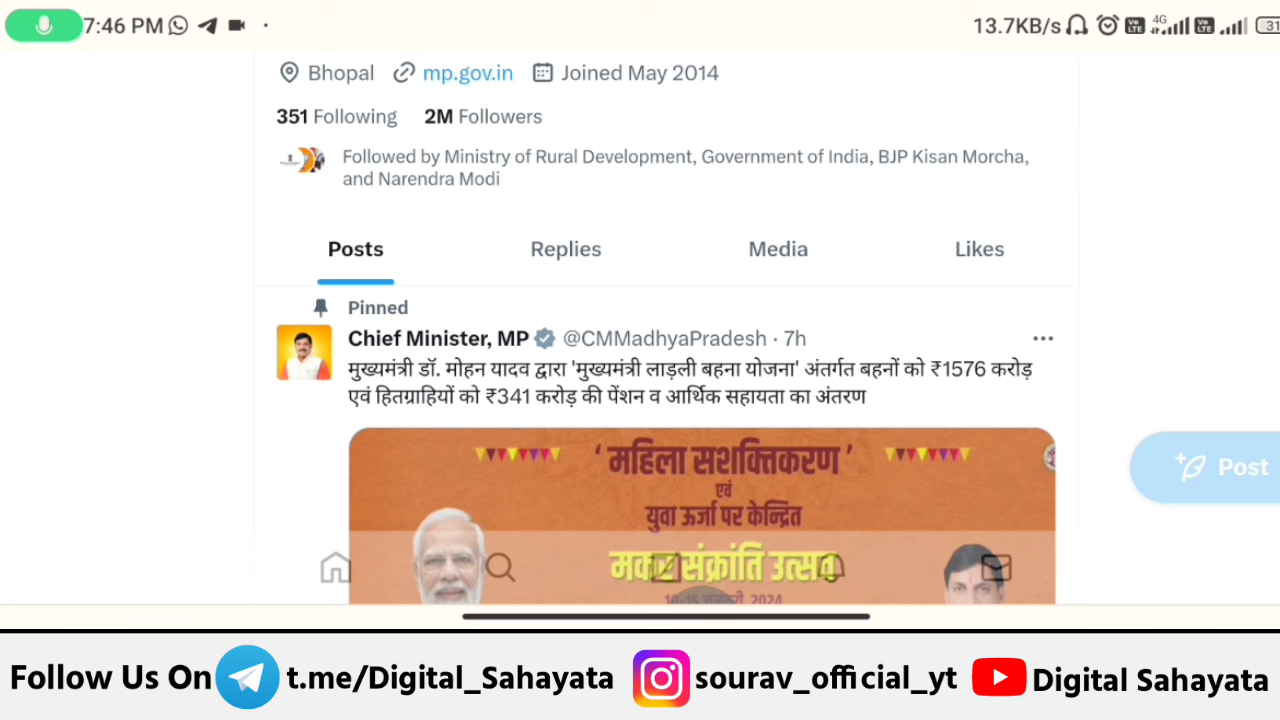 7:46 PM
13.7KB/s
4G
31
Bhopal mp.gov.in Joined May 2014
351 Following 2M Followers
Followed by Ministry of Rural Development, Government of India, BJP Kisan Morcha,
and Narendra Modi
Posts Replies Media Likes
Pinned
Chief Minister, MP @CMMadhyaPradesh · 7h
मुख्यमंत्री डॉ. मोहन यादव द्वारा 'मुख्यमंत्री लाड़ली बहना योजना' अंतर्गत बहनों को ₹1576 करोड़
एवं हितग्राहियों को ₹341 करोड़ की पेंशन व आर्थिक सहायता का अंतरण
' महिला सशक्तिकरण '
एवं
युवा ऊर्जा पर केन्द्रित
मकर संक्रांति उत्सव
Post
Follow Us On t.me/Digital_Sahayata sourav_official_yt Digital Sahayata